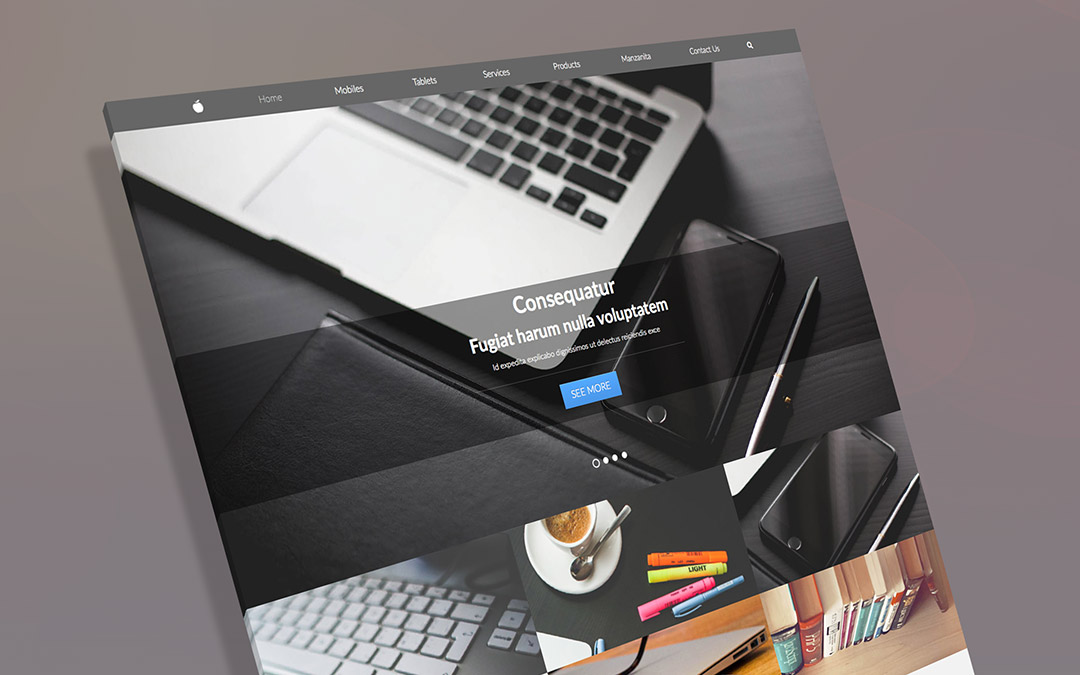 Home Mobiles Tablets Services Products Manzanita Contact Us
Consequatur
Fugiat harum nulla voluptatem
Id expedita explicabo dignissimos ut delectus reiciendis exce
SEE MORE
LIGHT